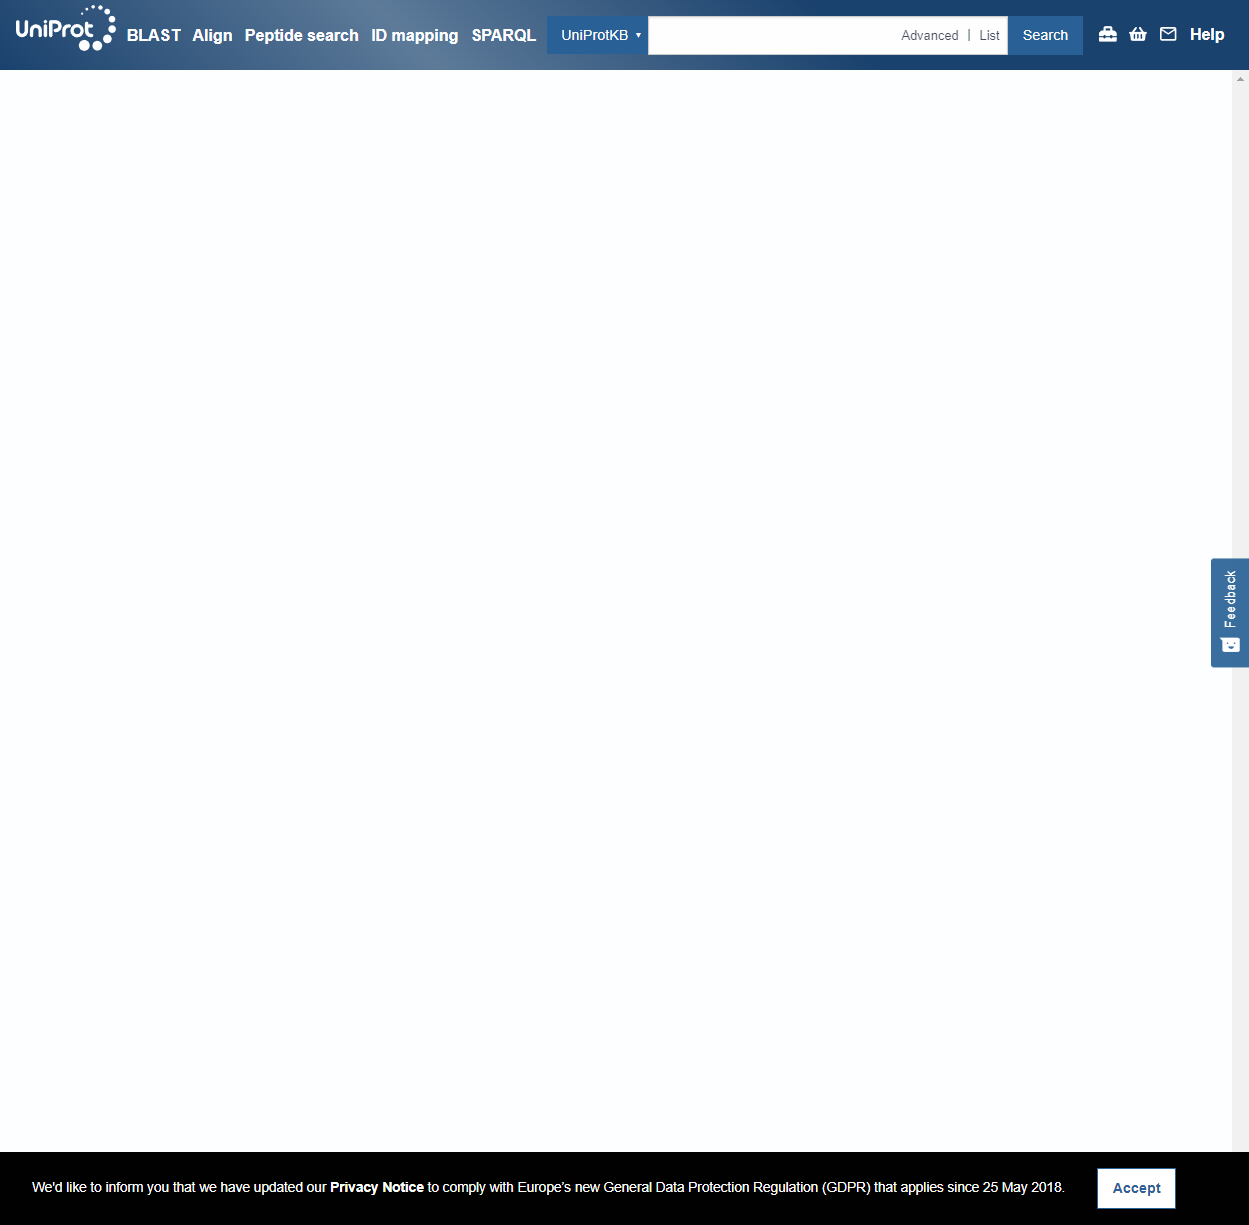 UniProt BLAST Align Peptide search ID mapping SPARQL UniProtKB Advanced | List Search Help
Feedback
We'd like to inform you that we have updated our Privacy Notice to comply with Europe's new General Data Protection Regulation (GDPR) that applies since 25 May 2018. Accept